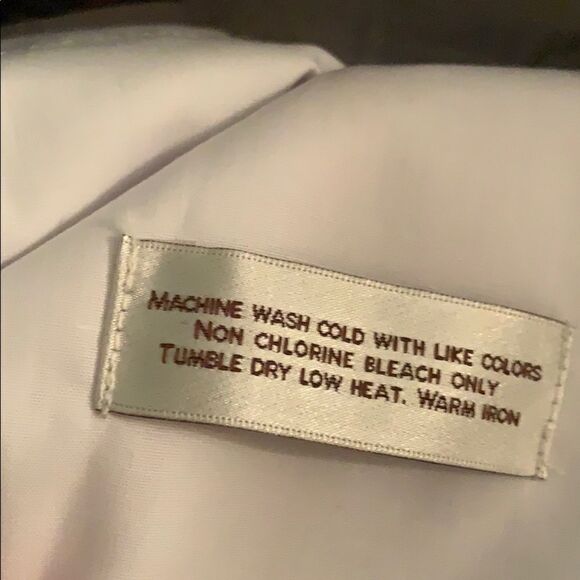 MACHINE WASH COLD WITH LIKE COLORS
NON CHLORINE BLEACH ONLY
TUMBLE DRY LOW HEAT. WARM IRON